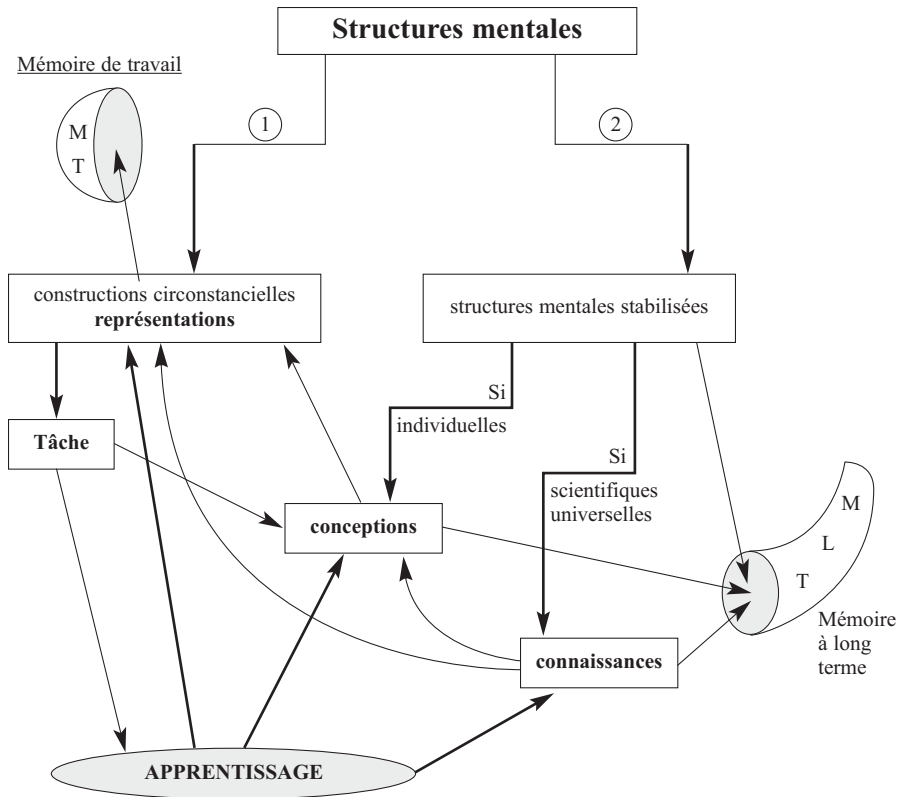 Structures mentales
Mémoire de travail
1
2
M
T
constructions circonstancielles
représentations
structures mentales stabilisées
Si
individuelles
Tâche
Si
scientifiques
universelles
conceptions
M
L
T
Mémoire
à long
terme
connaissances
APPRENTISSAGE